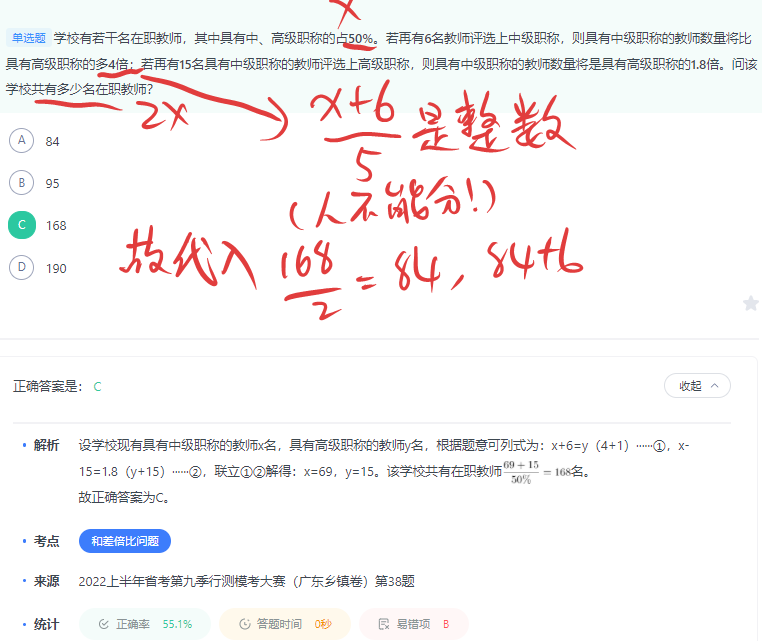 x
单选题 学校有若干名在职教师，其中具有中、高级职称的占50%。若再有6名教师评选上中级职称，则具有中级职称的教师数量将比
具有高级职称的多4倍；若再有15名具有中级职称的教师评选上高级职称，则具有中级职称的教师数量将是具有高级职称的1.8倍。问该
学校共有多少名在职教师？
2x
x+6
5
是整数
（人不能分！）
A 84
B 95
C 168
D 190
故代入 168/2 = 84，84+6
正确答案是： C
收起
解析 设学校现有具有中级职称的教师x名，具有高级职称的教师y名，根据题意可列式为：x+6=y（4+1）······①，x-
15=1.8（y+15）······②，联立①②解得：x=69，y=15。该学校共有在职教师(69+15)/50%=168名。
故正确答案为C。
考点 和差倍比问题
来源 2022上半年省考第九季行测模考大赛（广东乡镇卷）第38题
统计 正确率 55.1% 答题时间 0秒 易错项 B